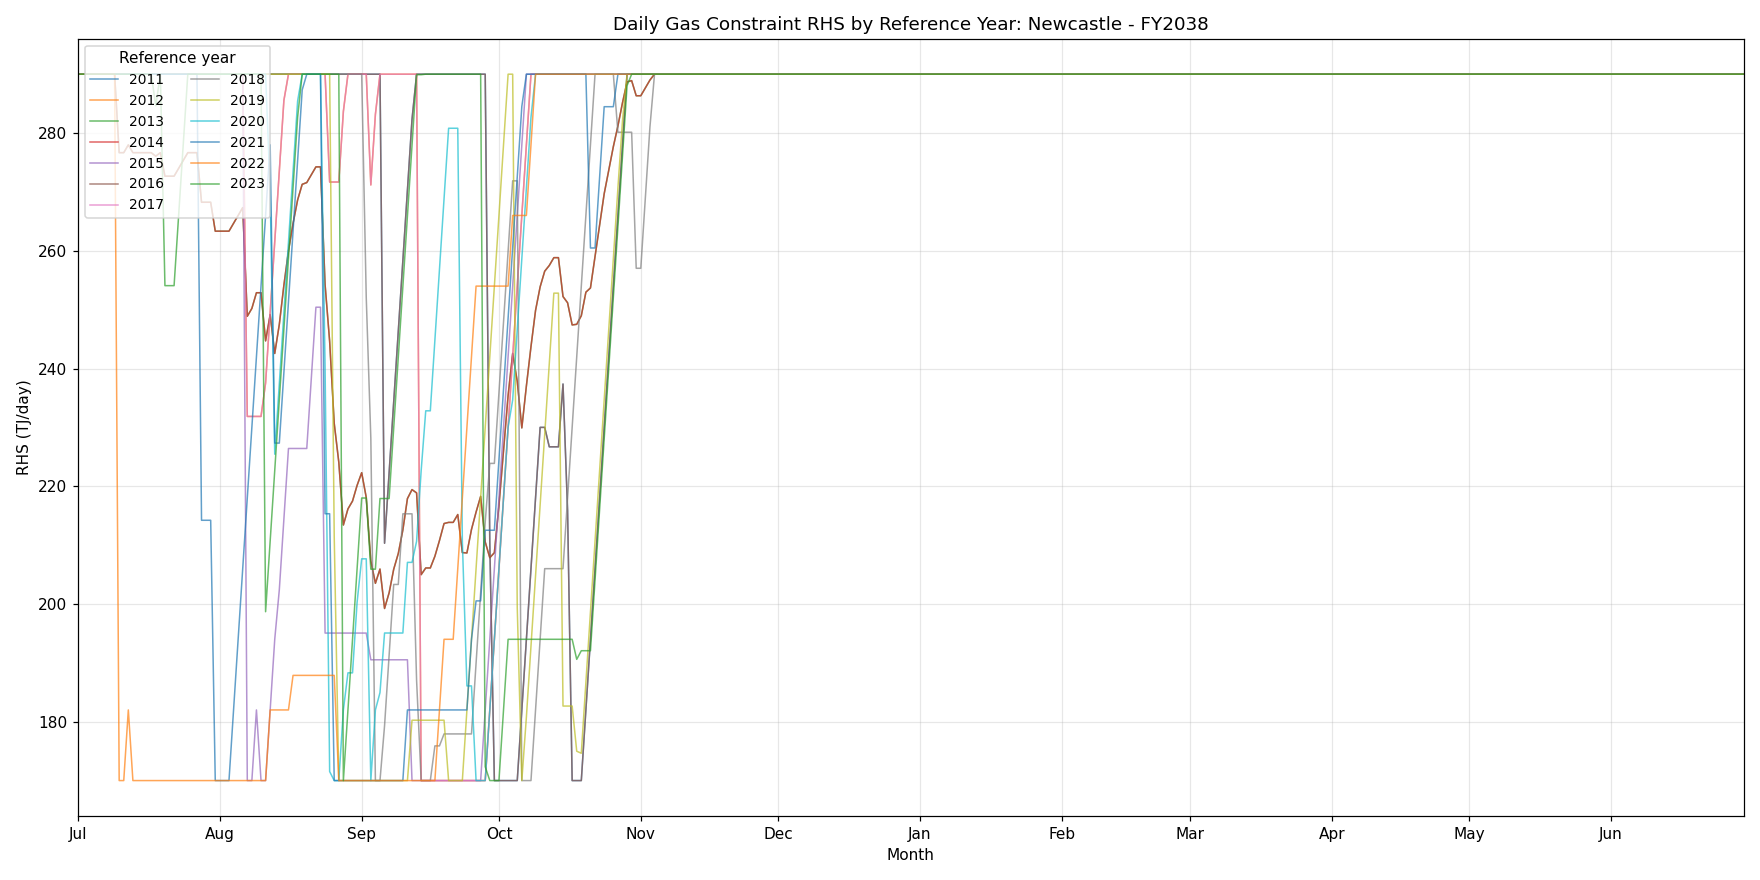 Daily Gas Constraint RHS by Reference Year: Newcastle - FY2038
Reference year
2011 2018
2012 2019
2013 2020
2014 2021
2015 2022
2016 2023
2017
280
260
240
220
200
180
RHS (TJ/day)
Jul Aug Sep Oct Nov Dec Jan Feb Mar Apr May Jun
Month